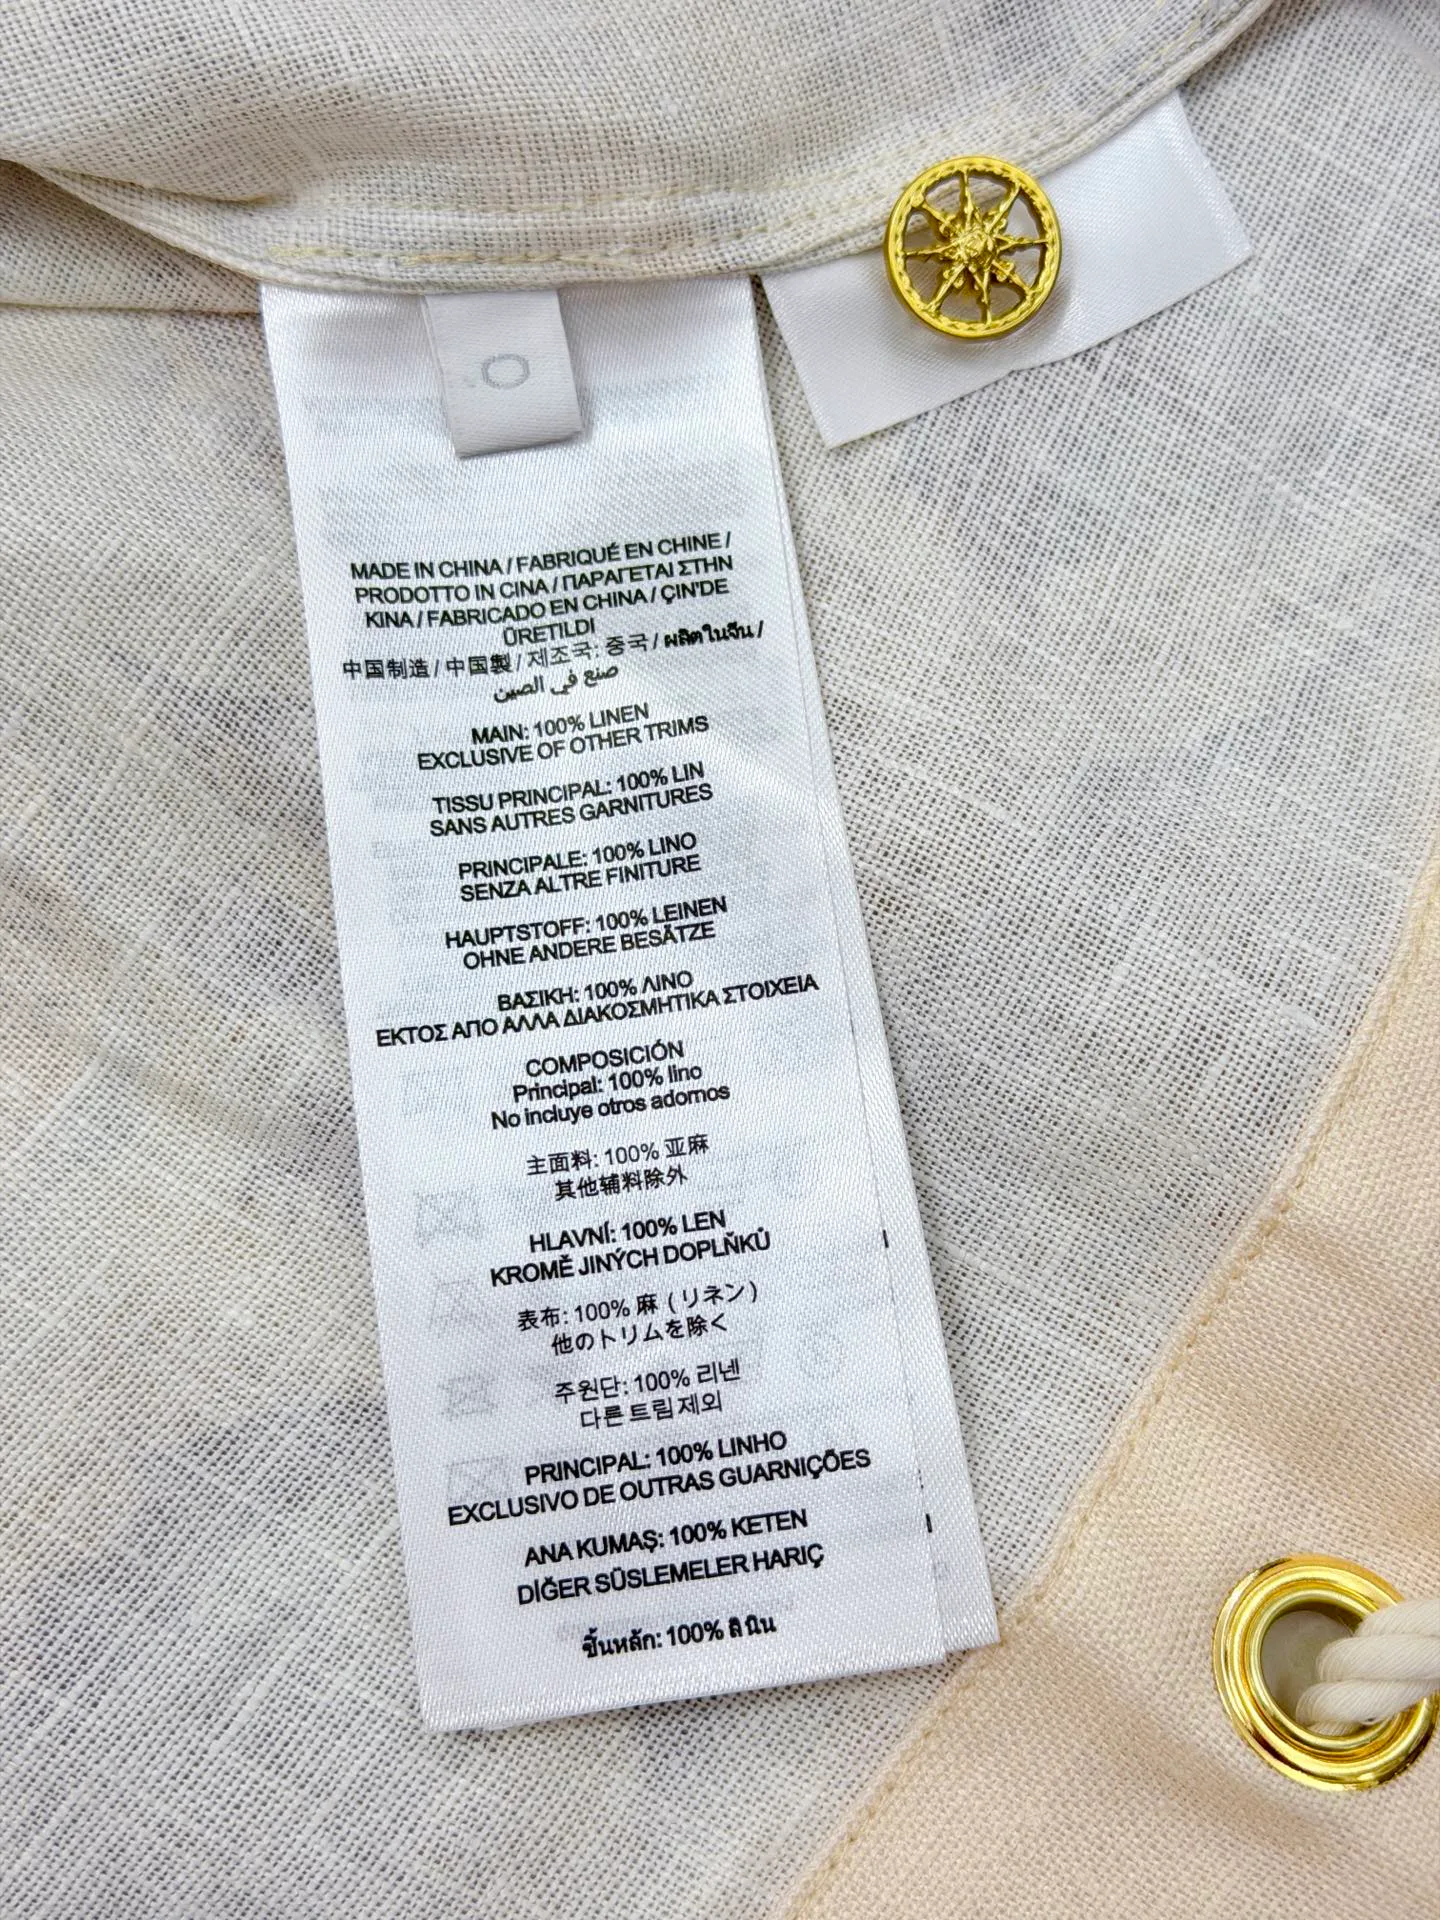 0
MADE IN CHINA / FABRIQUÉ EN CHINE /
PRODOTTO IN CINA / ΠΑΡΑΓΕΤΑΙ ΣΤΗΝ
ΚΙΝΑ / FABRICADO EN CHINA / ÇIN'DE
ÜRETILDI
中国制造 / 中国製 / 제조국: 중국 / ผลิตในจีน /
صنع في الصين
MAIN: 100% LINEN
EXCLUSIVE OF OTHER TRIMS
TISSU PRINCIPAL: 100% LIN
SANS AUTRES GARNITURES
PRINCIPALE: 100% LINO
SENZA ALTRE FINITURE
HAUPTSTOFF: 100% LEINEN
OHNE ANDERE BESÄTZE
ΒΑΣΙΚΗ: 100% ΛΙΝΟ
ΕΚΤΟΣ ΑΠΟ ΑΛΛΑ ΔΙΑΚΟΣΜΗΤΙΚΑ ΣΤΟΙΧΕΙΑ
COMPOSICIÓN
Principal: 100% lino
No incluye otros adornos
主面料: 100% 亚麻
其他辅料除外
HLAVNÍ: 100% LEN
KROMĚ JINÝCH DOPLŇKŮ
表布: 100% 麻 (リネン)
他のトリムを除く
주원단: 100% 리넨
다른 트림 제외
PRINCIPAL: 100% LINHO
EXCLUSIVO DE OUTRAS GUARNIÇÕES
ANA KUMAŞ: 100% KETEN
DİĞER SÜSLEMELER HARIÇ
ชิ้นหลัก: 100% ลินิน